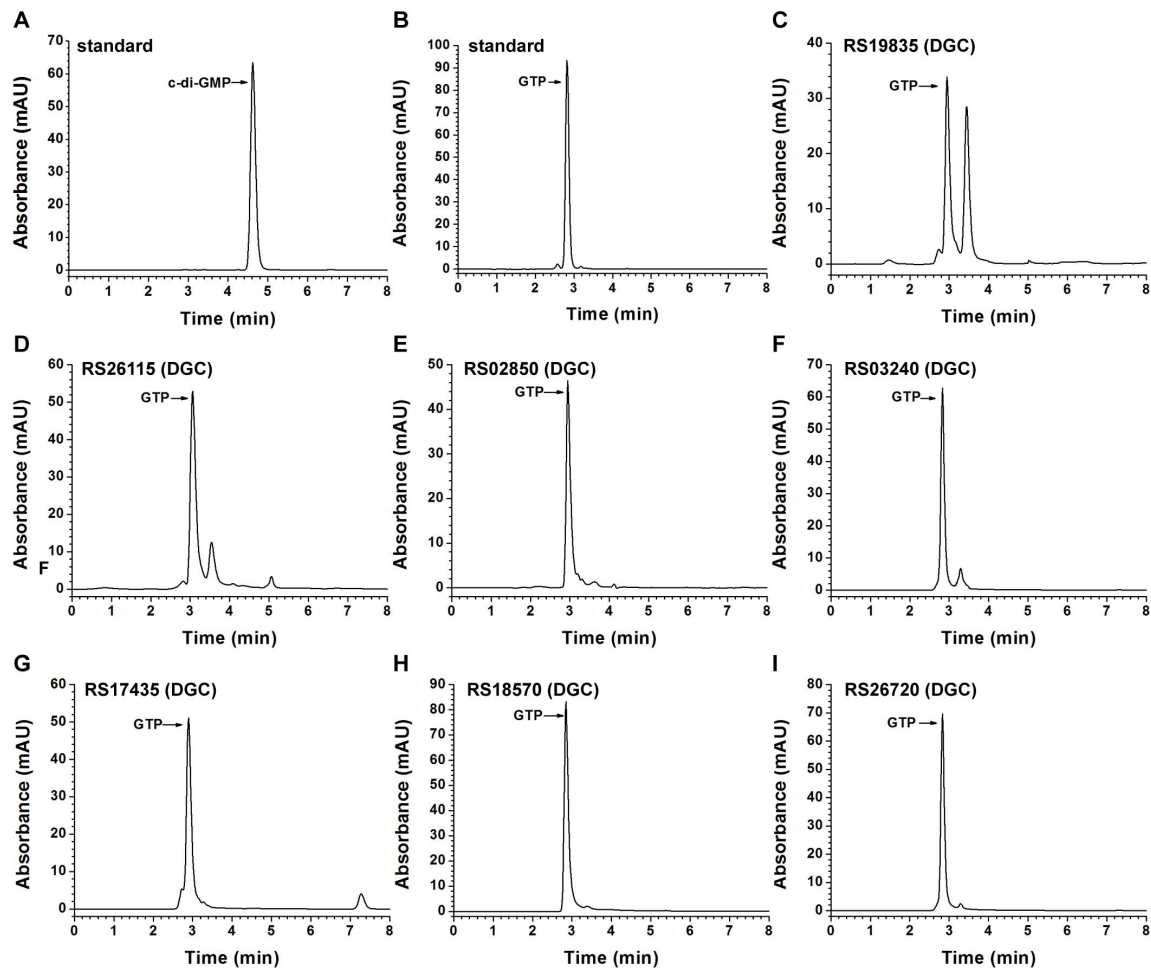 A
standard
c-di-GMP
Absorbance (mAU)
70
60
50
40
30
20
10
0
0 1 2 3 4 5 6 7 8
Time (min)
B
standard
GTP
Absorbance (mAU)
100
90
80
70
60
50
40
30
20
10
0
0 1 2 3 4 5 6 7 8
Time (min)
C
RS19835 (DGC)
GTP
Absorbance (mAU)
40
30
20
10
0
0 1 2 3 4 5 6 7 8
Time (min)
D
RS26115 (DGC)
GTP
Absorbance (mAU)
60
50
40
30
20
10
0
F
0 1 2 3 4 5 6 7 8
Time (min)
E
RS02850 (DGC)
GTP
Absorbance (mAU)
50
40
30
20
10
0
0 1 2 3 4 5 6 7 8
Time (min)
F
RS03240 (DGC)
GTP
Absorbance (mAU)
70
60
50
40
30
20
10
0
0 1 2 3 4 5 6 7 8
Time (min)
G
RS17435 (DGC)
GTP
Absorbance (mAU)
60
50
40
30
20
10
0
0 1 2 3 4 5 6 7 8
Time (min)
H
RS18570 (DGC)
GTP
Absorbance (mAU)
90
80
70
60
50
40
30
20
10
0
0 1 2 3 4 5 6 7 8
Time (min)
I
RS26720 (DGC)
GTP
Absorbance (mAU)
80
70
60
50
40
30
20
10
0
0 1 2 3 4 5 6 7 8
Time (min)